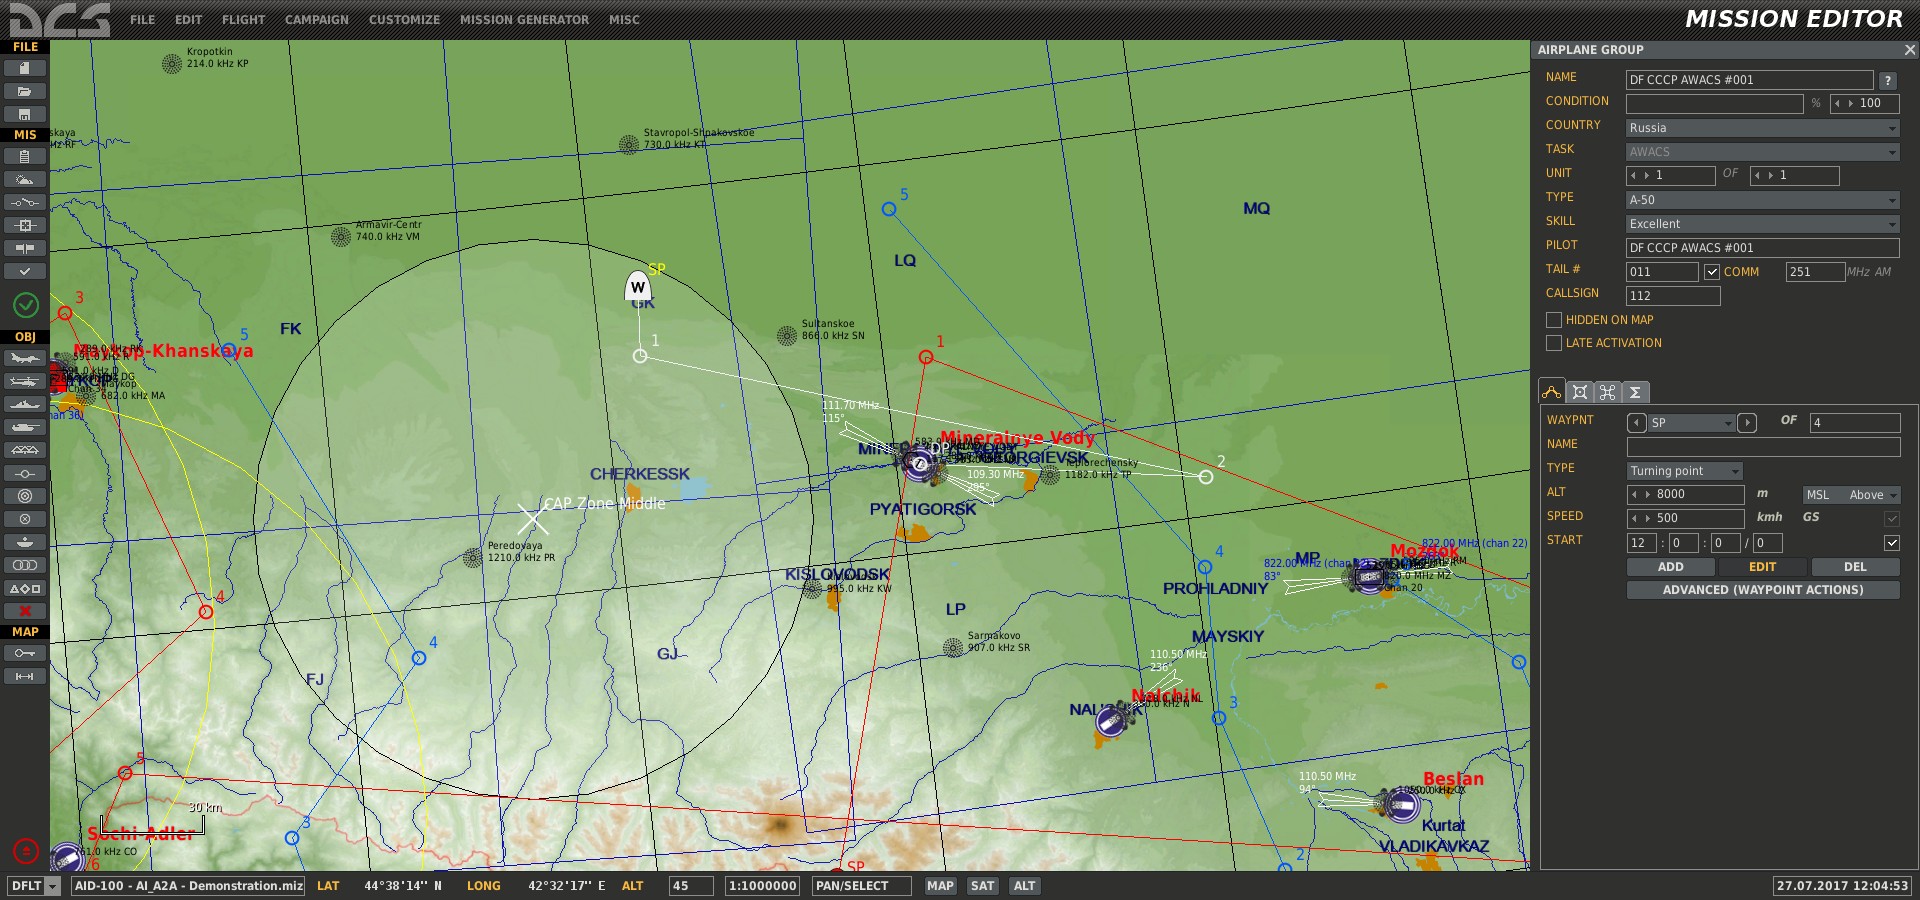 DCS
FILE EDIT FLIGHT CAMPAIGN CUSTOMIZE MISSION GENERATOR MISC
MISSION EDITOR
FILE
MIS
OBJ
MAP
Kropotkin
214.0 kHz KP
Stavropol-Shpakovskoe
730.0 kHz KT
Armavir-Centr
740.0 kHz VM
MQ
5
LQ
SP
W
GK
FK
3
5
1
Sultanskoe
866.0 kHz SN
1
Maykop-Khanskaya
682.0 kHz MA
111.70 MHz
115°
Mineralnye Vody
109.30 MHz
295°
Teplorechensky
1182.0 kHz TP
2
CHERKESSK
CAP Zone Middle
PYATIGORSK
Peredovaya
1210.0 kHz PR
KISLOVODSK
995.0 kHz KW
4
4
MP
822.00 MHz (chan 22)
83°
Mozdok
PROHLADNIY
LP
MAYSKIY
4
GJ
FJ
Sarmakovo
907.0 kHz SR
110.50 MHz
236°
Nalchik
3
5
30 km
110.50 MHz
94°
Beslan
Kurtat
VLADIKAVKAZ
Sochi-Adler
3
6
SP
2
AIRPLANE GROUP
NAME DF CCCP AWACS #001 ?
CONDITION % 100
COUNTRY Russia
TASK AWACS
UNIT 1 OF 1
TYPE A-50
SKILL Excellent
PILOT DF CCCP AWACS #001
TAIL # 011 COMM 251 MHz AM
CALLSIGN 112
HIDDEN ON MAP
LATE ACTIVATION
WAYPNT SP OF 4
NAME
TYPE Turning point
ALT 8000 m MSL Above
SPEED 500 kmh GS
START 12 : 0 : 0 / 0
ADD EDIT DEL
ADVANCED (WAYPOINT ACTIONS)
DFLT AID-100 - AI_A2A - Demonstration.miz LAT 44°38'14" N LONG 42°32'17" E ALT 45 1:1000000 PAN/SELECT MAP SAT ALT 27.07.2017 12:04:53